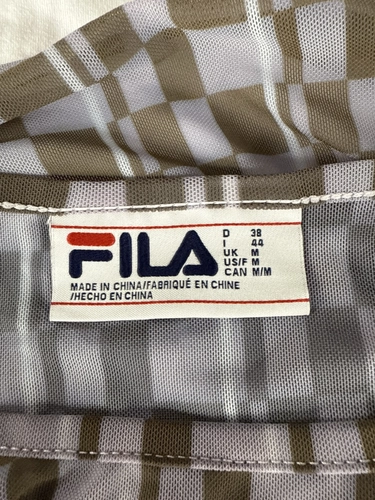 FILA
D 38
I 44
UK M
US/F M
CAN M/M
MADE IN CHINA/FABRIQUÉ EN CHINE
/HECHO EN CHINA